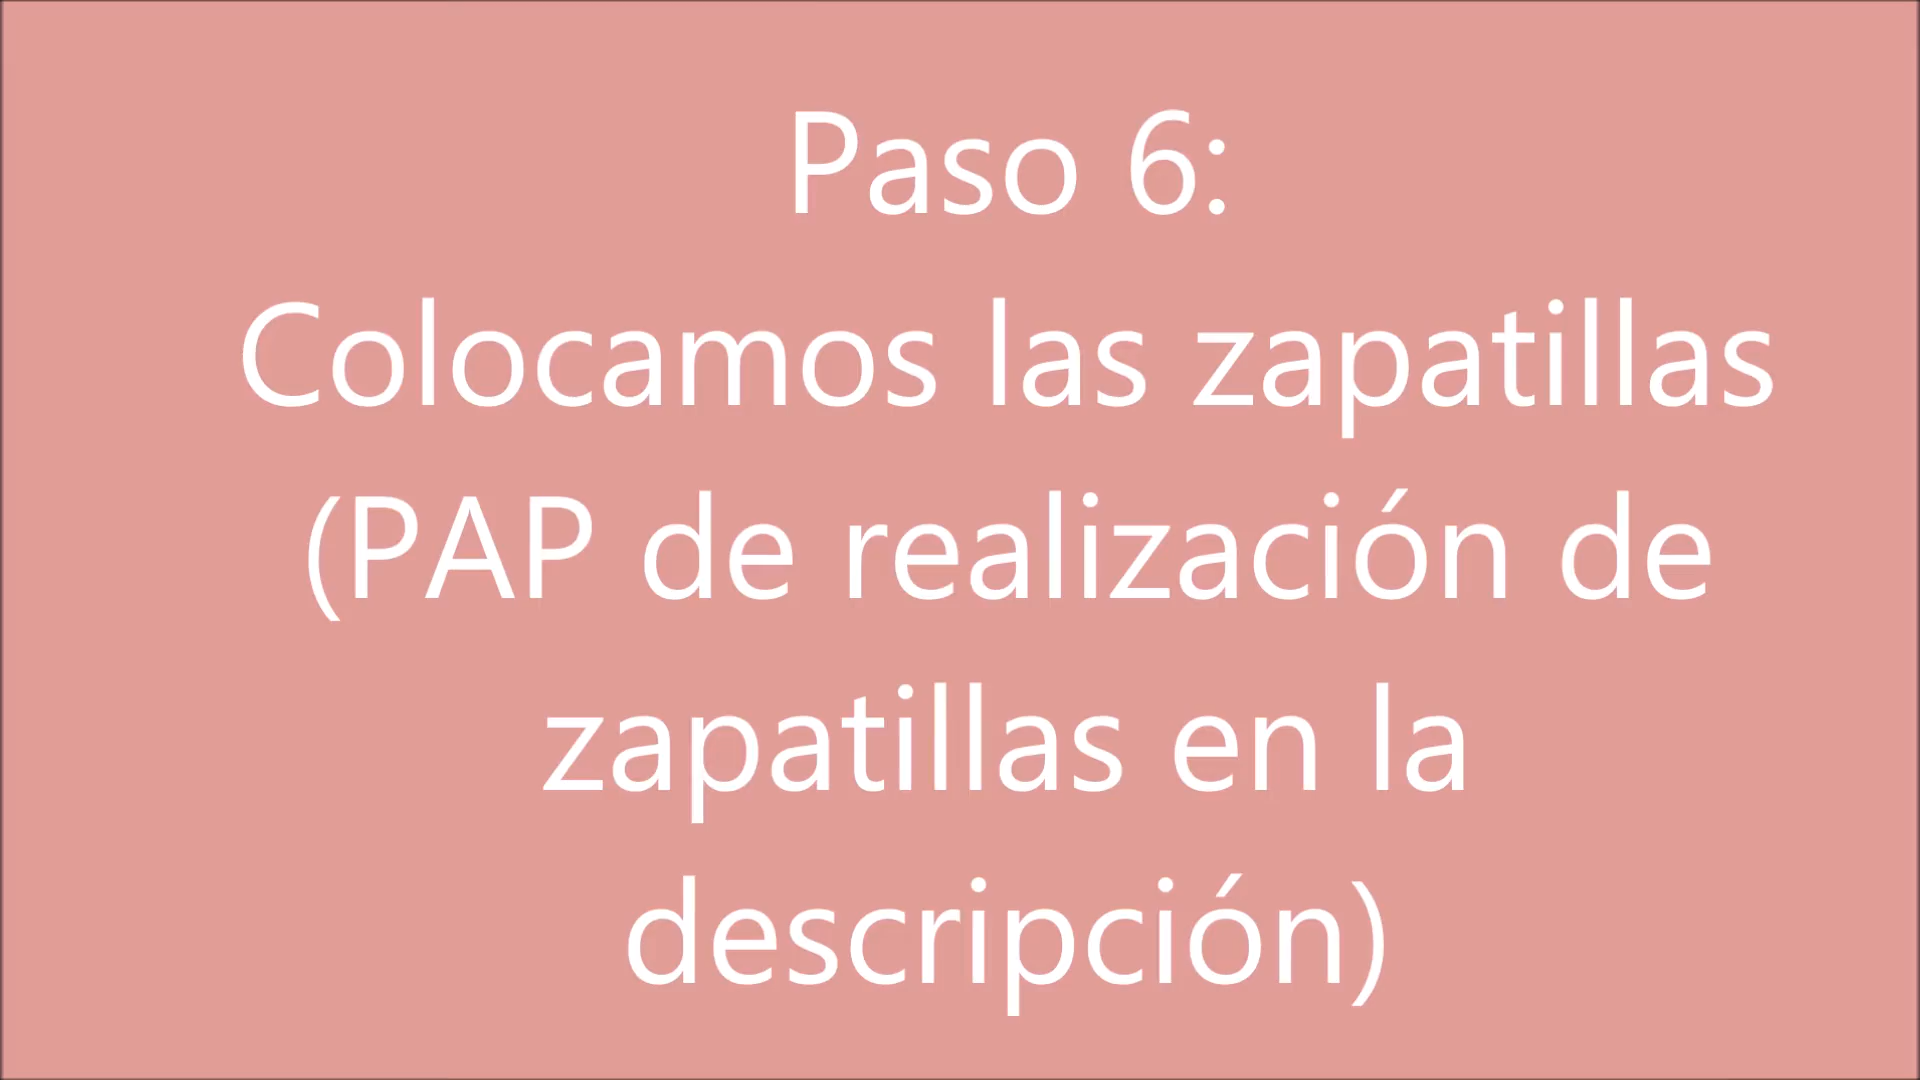 Paso 6:
Colocamos las zapatillas
(PAP de realización de
zapatillas en la
descripción)